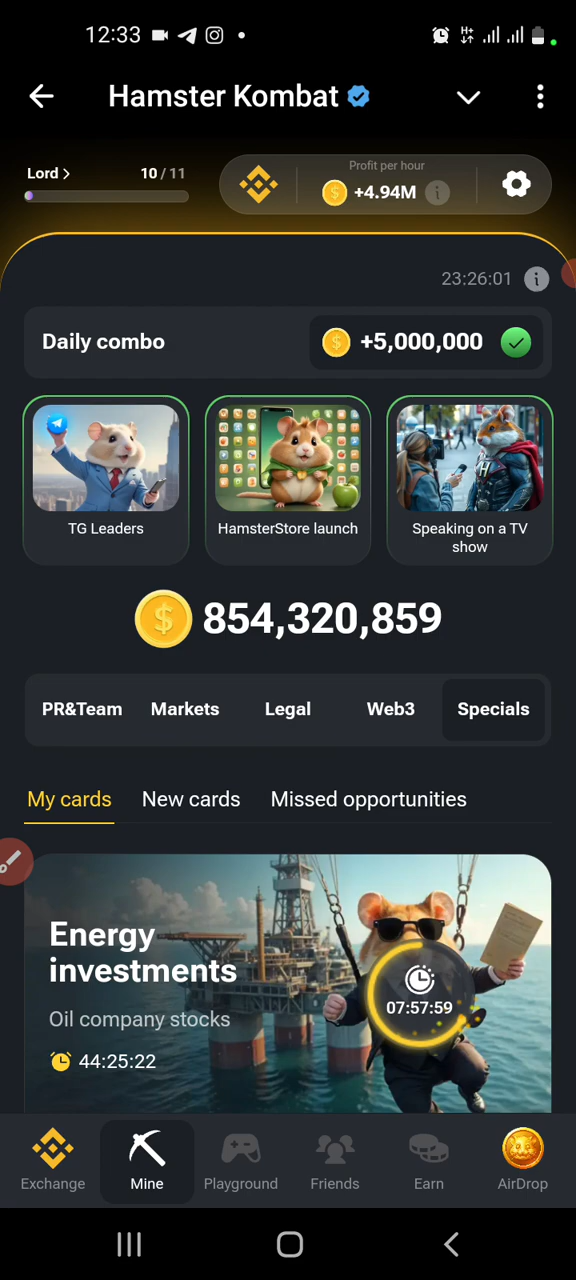 12:33
Hamster Kombat
Lord
10 / 11
Profit per hour
+4.94M
23:26:01
Daily combo
+5,000,000
TG Leaders
HamsterStore launch
Speaking on a TV
show
854,320,859
PR&Team Markets Legal Web3 Specials
My cards New cards Missed opportunities
Energy
investments
Oil company stocks
07:57:59
44:25:22
Exchange Mine Playground Friends Earn AirDrop